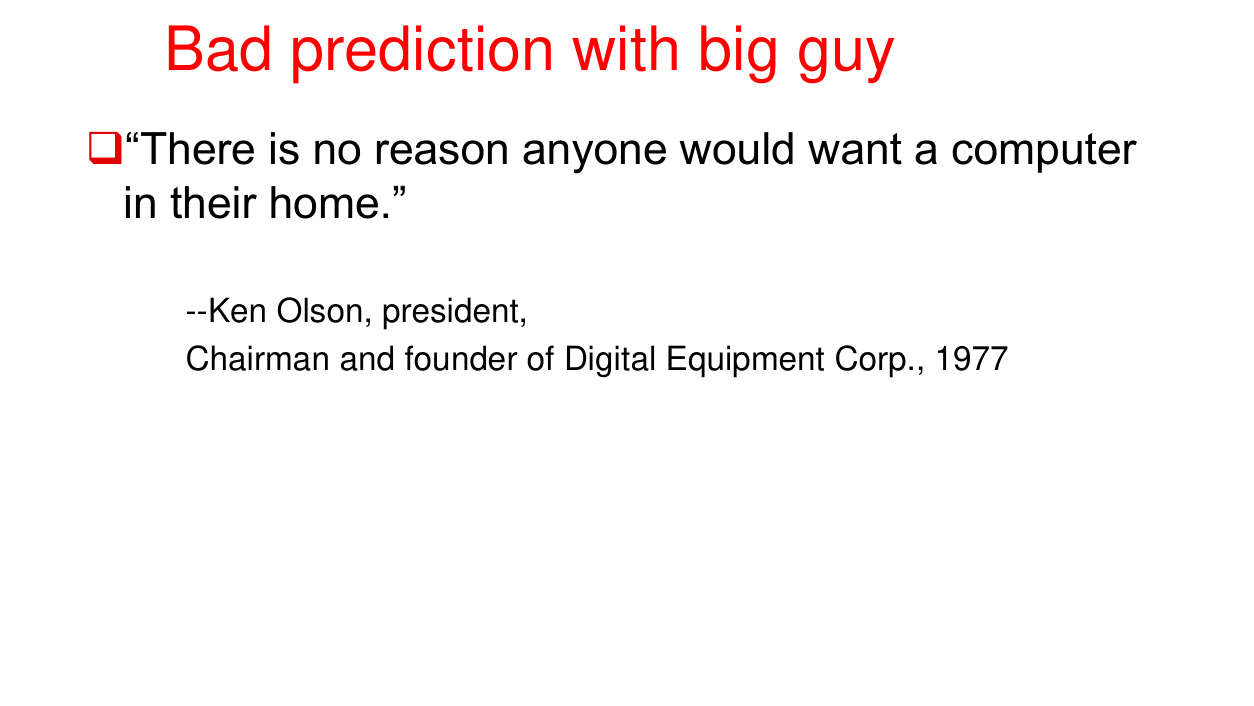 Bad prediction with big guy
❑“There is no reason anyone would want a computer
in their home.”
--Ken Olson, president,
Chairman and founder of Digital Equipment Corp., 1977